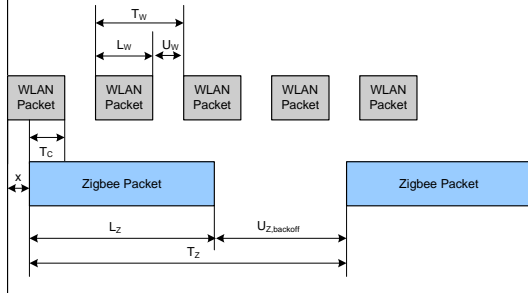 T_W
L_W U_W
WLAN Packet
WLAN Packet
WLAN Packet
WLAN Packet
WLAN Packet
T_C
x
Zigbee Packet
Zigbee Packet
L_Z
U_Z,backoff
T_Z